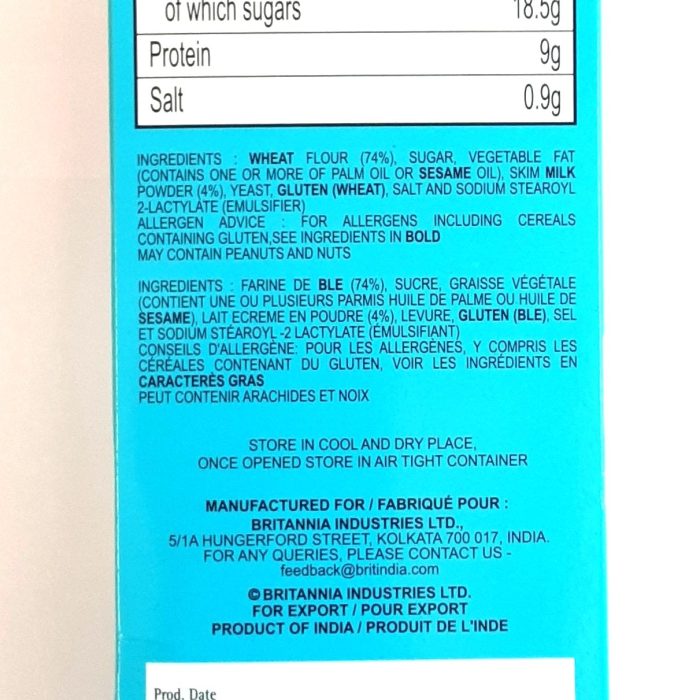 of which sugars 18.5g
Protein 9g
Salt 0.9g
INGREDIENTS : WHEAT FLOUR (74%), SUGAR, VEGETABLE FAT
(CONTAINS ONE OR MORE OF PALM OIL OR SESAME OIL), SKIM MILK
POWDER (4%), YEAST, GLUTEN (WHEAT), SALT AND SODIUM STEAROYL
2-LACTYLATE (EMULSIFIER)
ALLERGEN ADVICE : FOR ALLERGENS INCLUDING CEREALS
CONTAINING GLUTEN,SEE INGREDIENTS IN BOLD
MAY CONTAIN PEANUTS AND NUTS
INGREDIENTS : FARINE DE BLE (74%), SUCRE, GRAISSE VÉGÉTALE
(CONTIENT UNE OU PLUSIEURS PARMIS HUILE DE PALME OU HUILE DE
SESAME), LAIT ECREME EN POUDRE (4%), LEVURE, GLUTEN (BLE), SEL
ET SODIUM STÉAROYL -2 LACTYLATE (ÉMULSIFIANT)
CONSEILS D'ALLERGÈNE: POUR LES ALLERGÈNES, Y COMPRIS LES
CÉRÉALES CONTENANT DU GLUTEN, VOIR LES INGRÉDIENTS EN
CARACTERÈS GRAS
PEUT CONTENIR ARACHIDES ET NOIX
STORE IN COOL AND DRY PLACE,
ONCE OPENED STORE IN AIR TIGHT CONTAINER
MANUFACTURED FOR / FABRIQUÉ POUR :
BRITANNIA INDUSTRIES LTD.,
5/1A HUNGERFORD STREET, KOLKATA 700 017, INDIA.
FOR ANY QUERIES, PLEASE CONTACT US -
feedback@britindia.com
©BRITANNIA INDUSTRIES LTD.
FOR EXPORT / POUR EXPORT
PRODUCT OF INDIA / PRODUIT DE L'INDE
Prod. Date